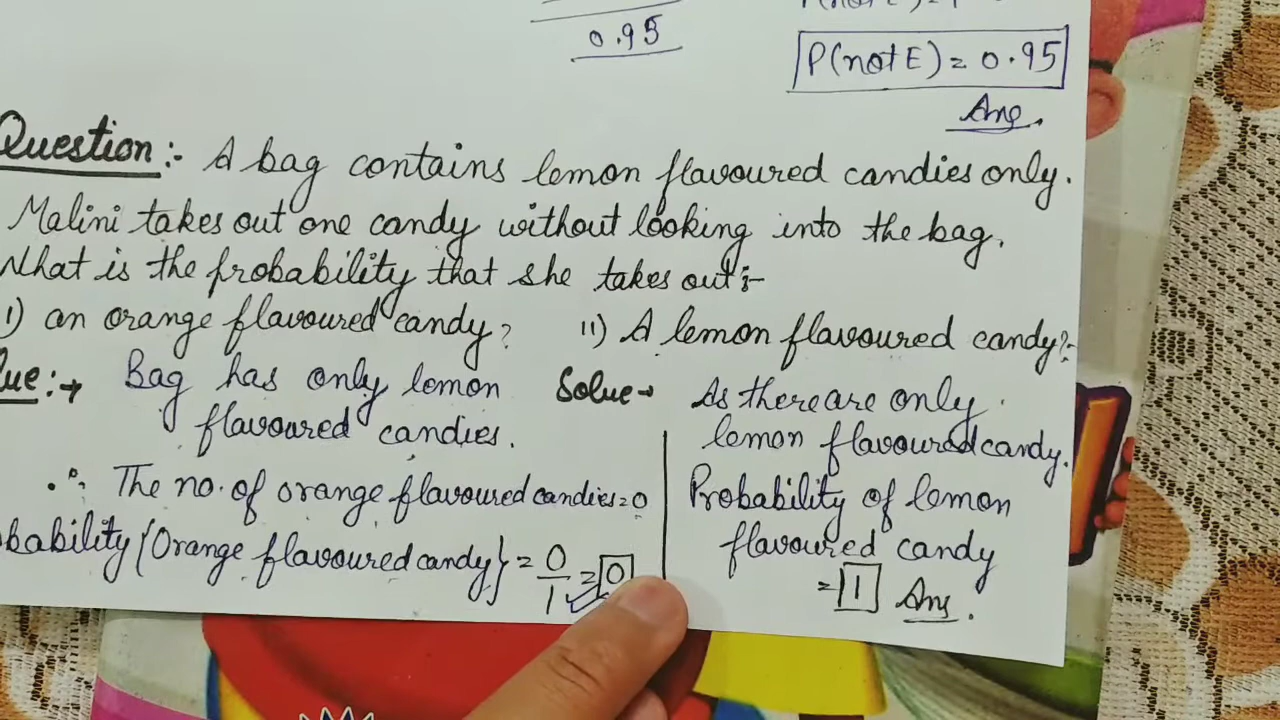 0.95
P(not E) = 0.95
Ans.
Question:- A bag contains lemon flavoured candies only.
Malini takes out one candy without looking into the bag.
What is the probability that she takes out:-
I) an orange flavoured candy? II) A lemon flavoured candy?:-
Bag has only lemon
flavoured candies.
∴ The no. of orange flavoured candies = 0
bability {Orange flavoured candy} = 0/1 = 0
Solue → As there are only
lemon flavoured candy.
Probability of lemon
flavoured candy
= 1 Ans.